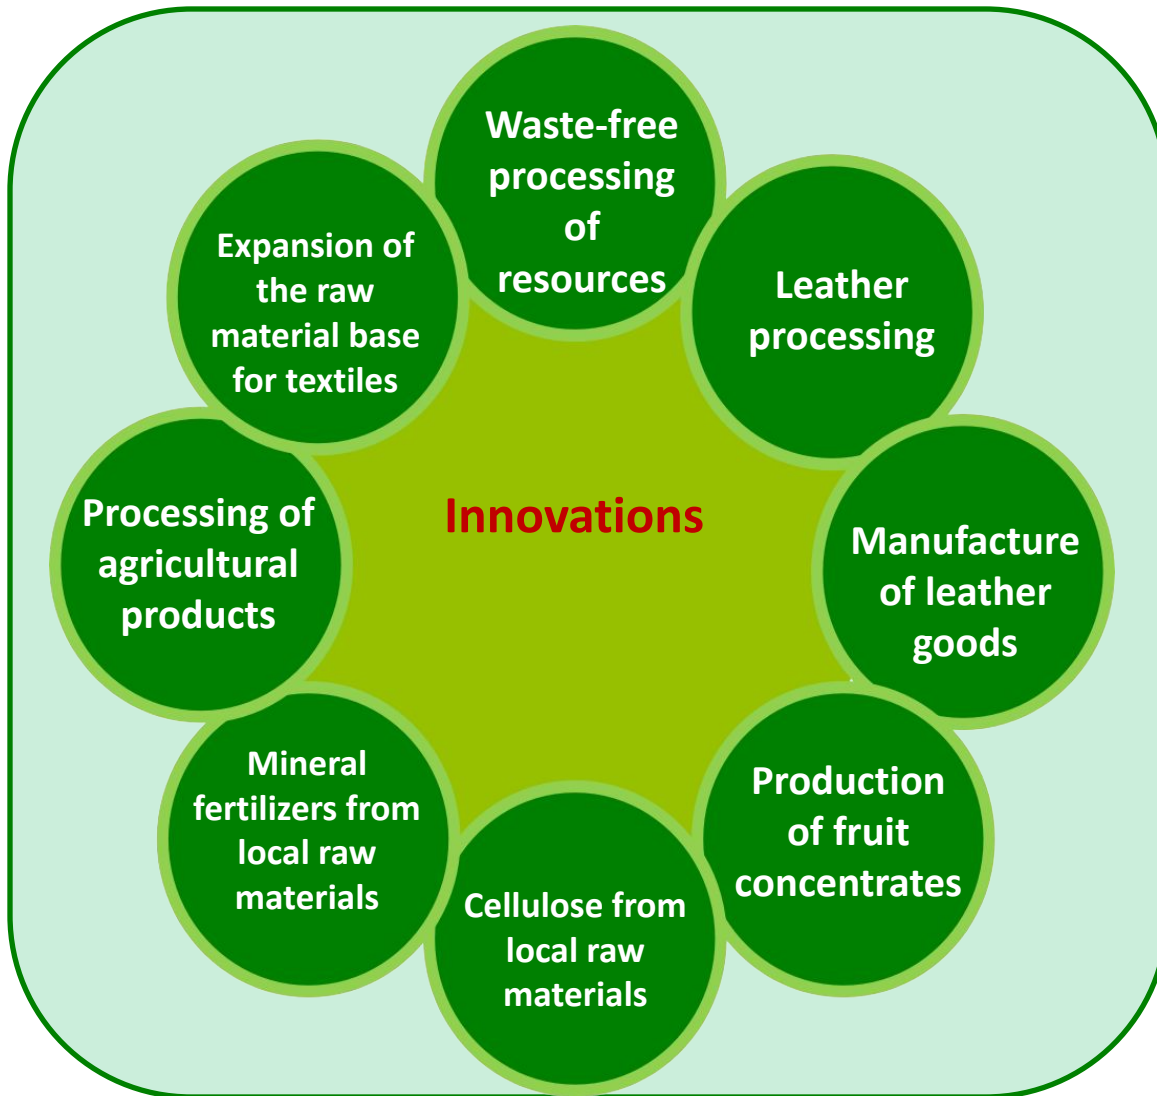 Waste-free
processing
of
resources
Leather
processing
Manufacture
of leather
goods
Production
of fruit
concentrates
Cellulose from
local raw
materials
Mineral
fertilizers from
local raw
materials
Processing of
agricultural
products
Expansion of
the raw
material base
for textiles
Innovations